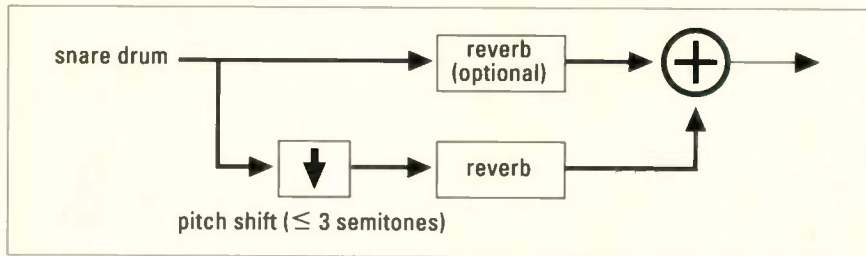 snare drum
reverb
(optional)
reverb
pitch shift (≤ 3 semitones)